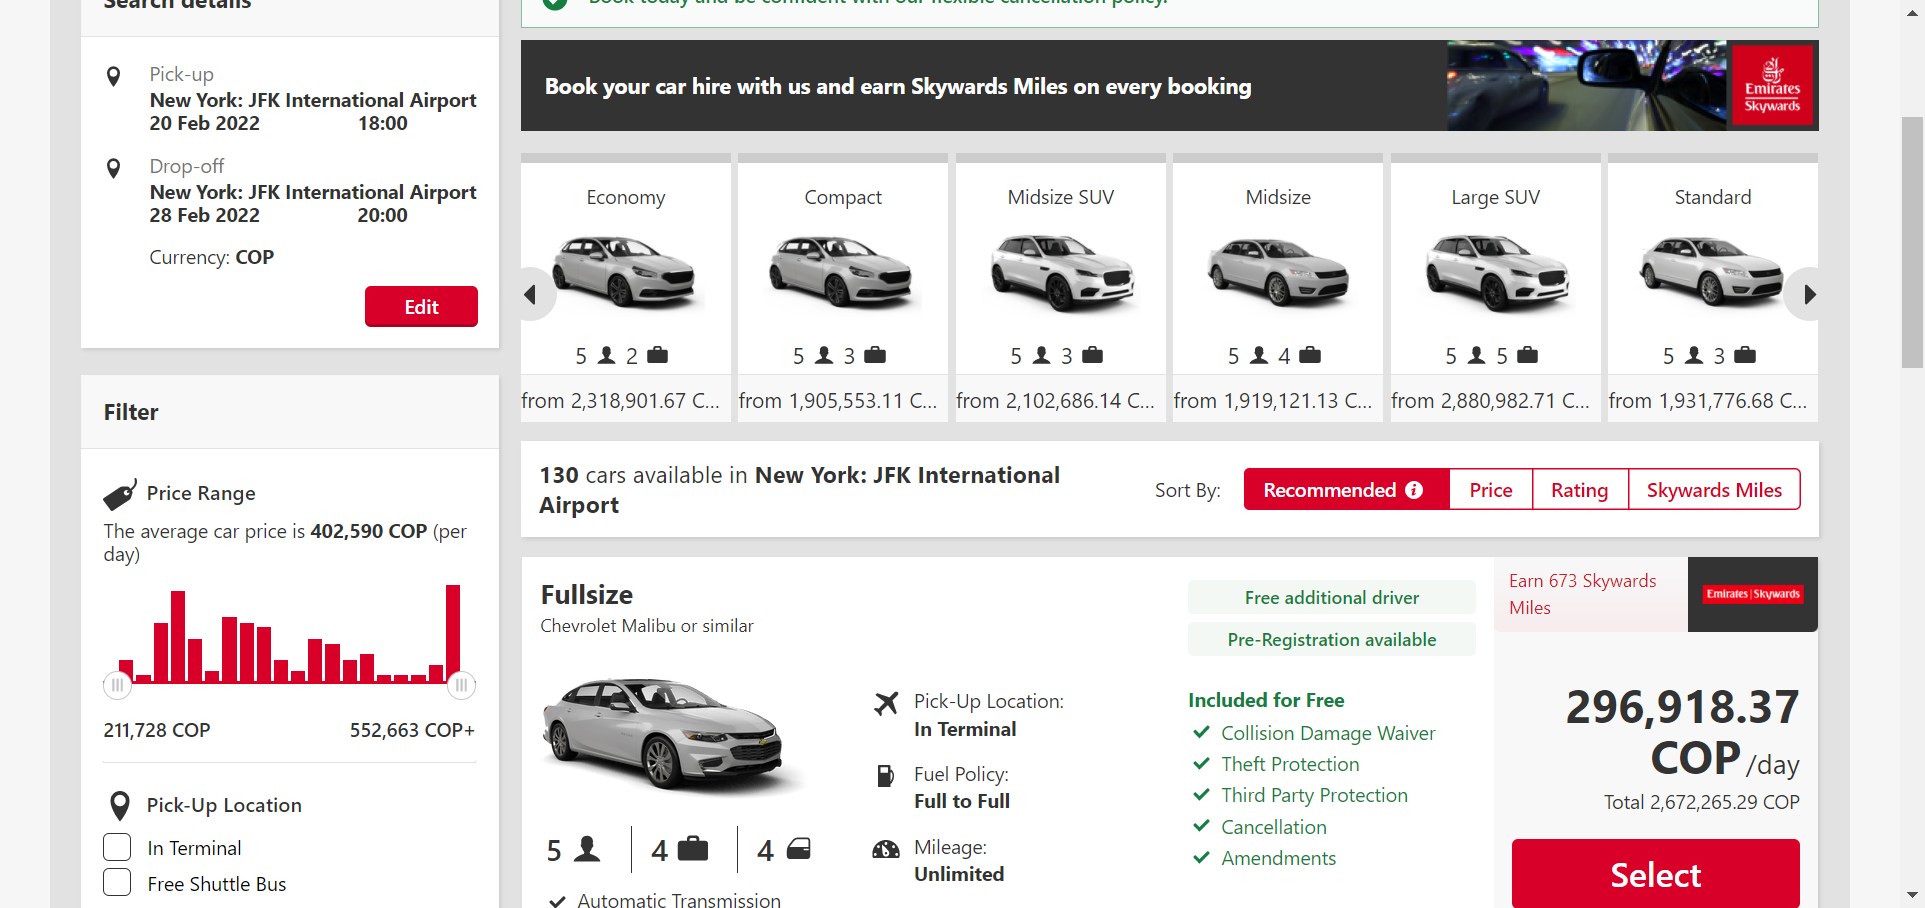 Search details
Pick-up
New York: JFK International Airport
20 Feb 2022 18:00
Drop-off
New York: JFK International Airport
28 Feb 2022 20:00
Currency: COP
Edit
Filter
Price Range
The average car price is 402,590 COP (per
day)
211,728 COP 552,663 COP+
Pick-Up Location
In Terminal
Free Shuttle Bus
Book today and be confident with our flexible cancellation policy.
Book your car hire with us and earn Skywards Miles on every booking
Emirates
Skywards
Economy
5 2
from 2,318,901.67 C...
Compact
5 3
from 1,905,553.11 C...
Midsize SUV
5 3
from 2,102,686.14 C...
Midsize
5 4
from 1,919,121.13 C...
Large SUV
5 5
from 2,880,982.71 C...
Standard
5 3
from 1,931,776.68 C...
130 cars available in New York: JFK International
Airport
Sort By: Recommended Price Rating Skywards Miles
Fullsize
Chevrolet Malibu or similar
5 4 4
Automatic Transmission
Pick-Up Location:
In Terminal
Fuel Policy:
Full to Full
Mileage:
Unlimited
Free additional driver
Pre-Registration available
Included for Free
Collision Damage Waiver
Theft Protection
Third Party Protection
Cancellation
Amendments
Earn 673 Skywards
Miles
Emirates | Skywards
296,918.37
COP /day
Total 2,672,265.29 COP
Select